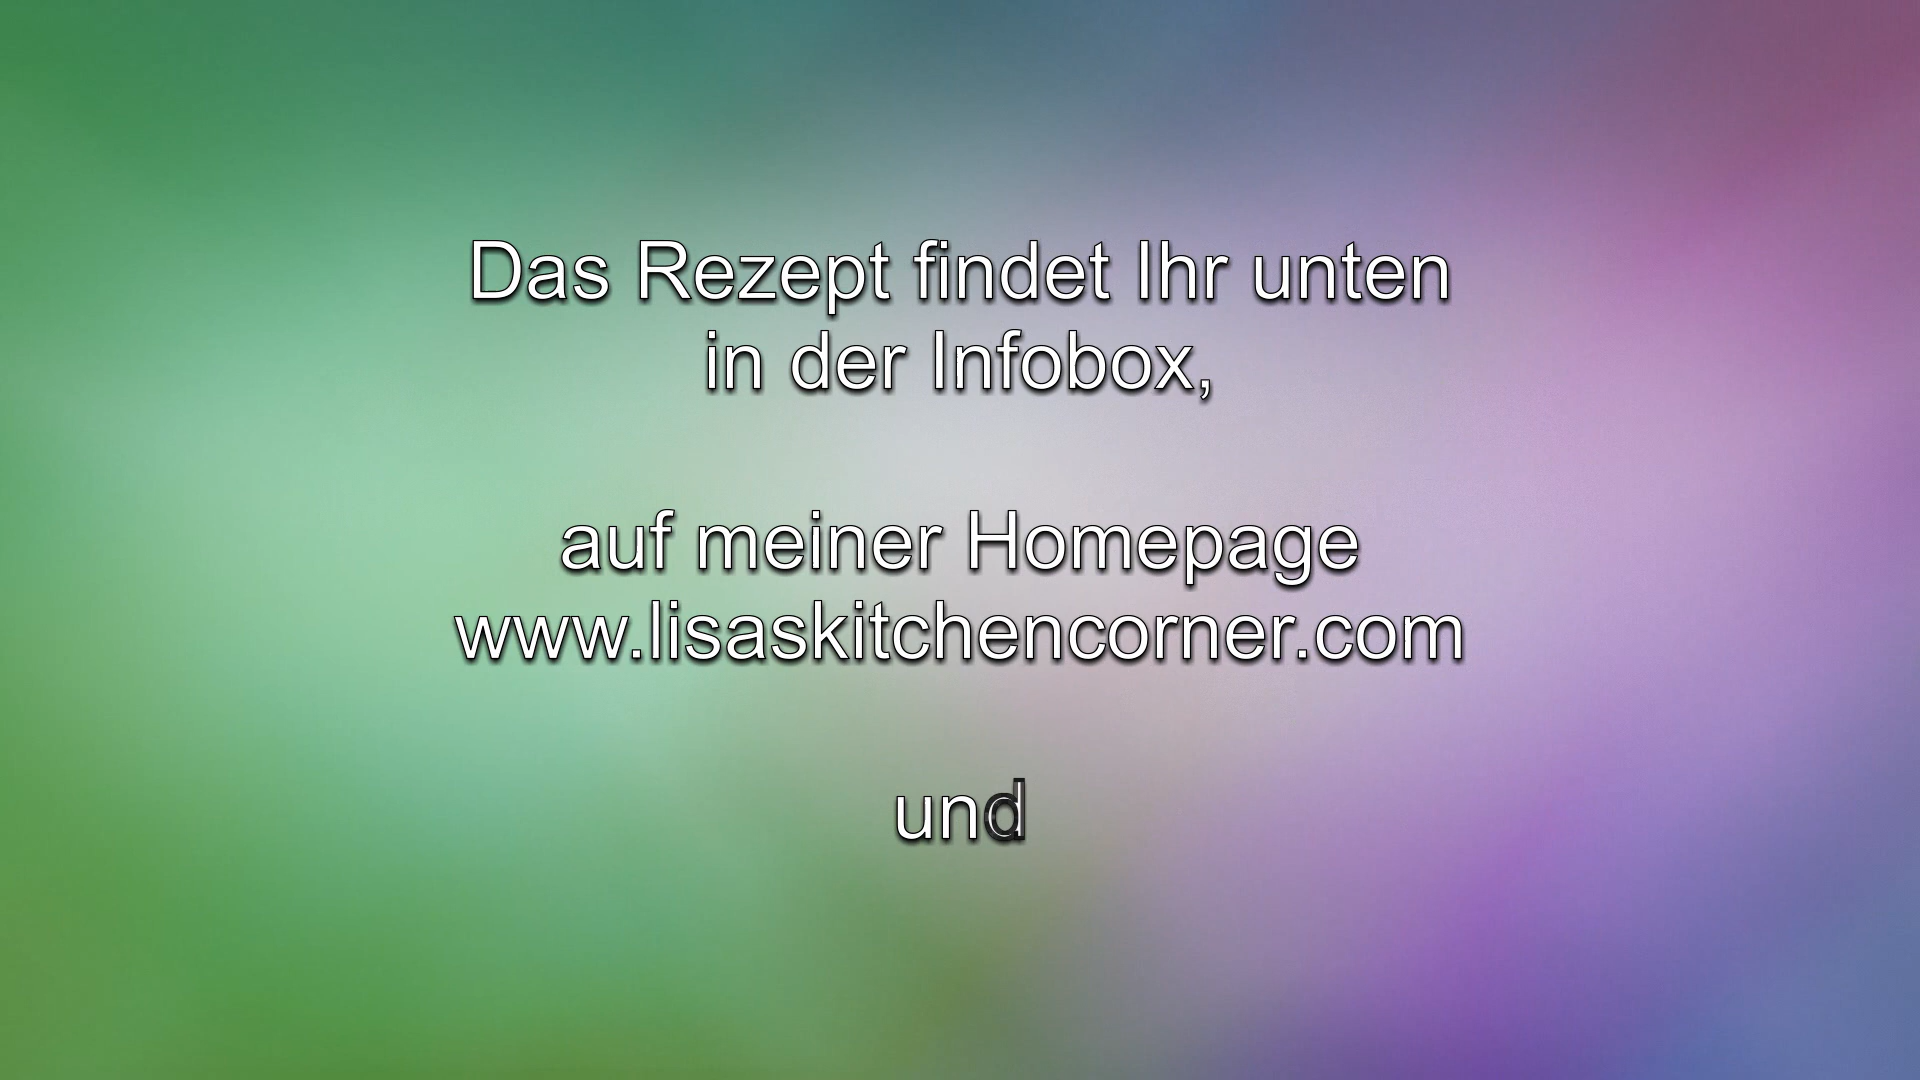 Das Rezept findet Ihr unten
in der Infobox,
auf meiner Homepage
www.lisaskitchencorner.com
und